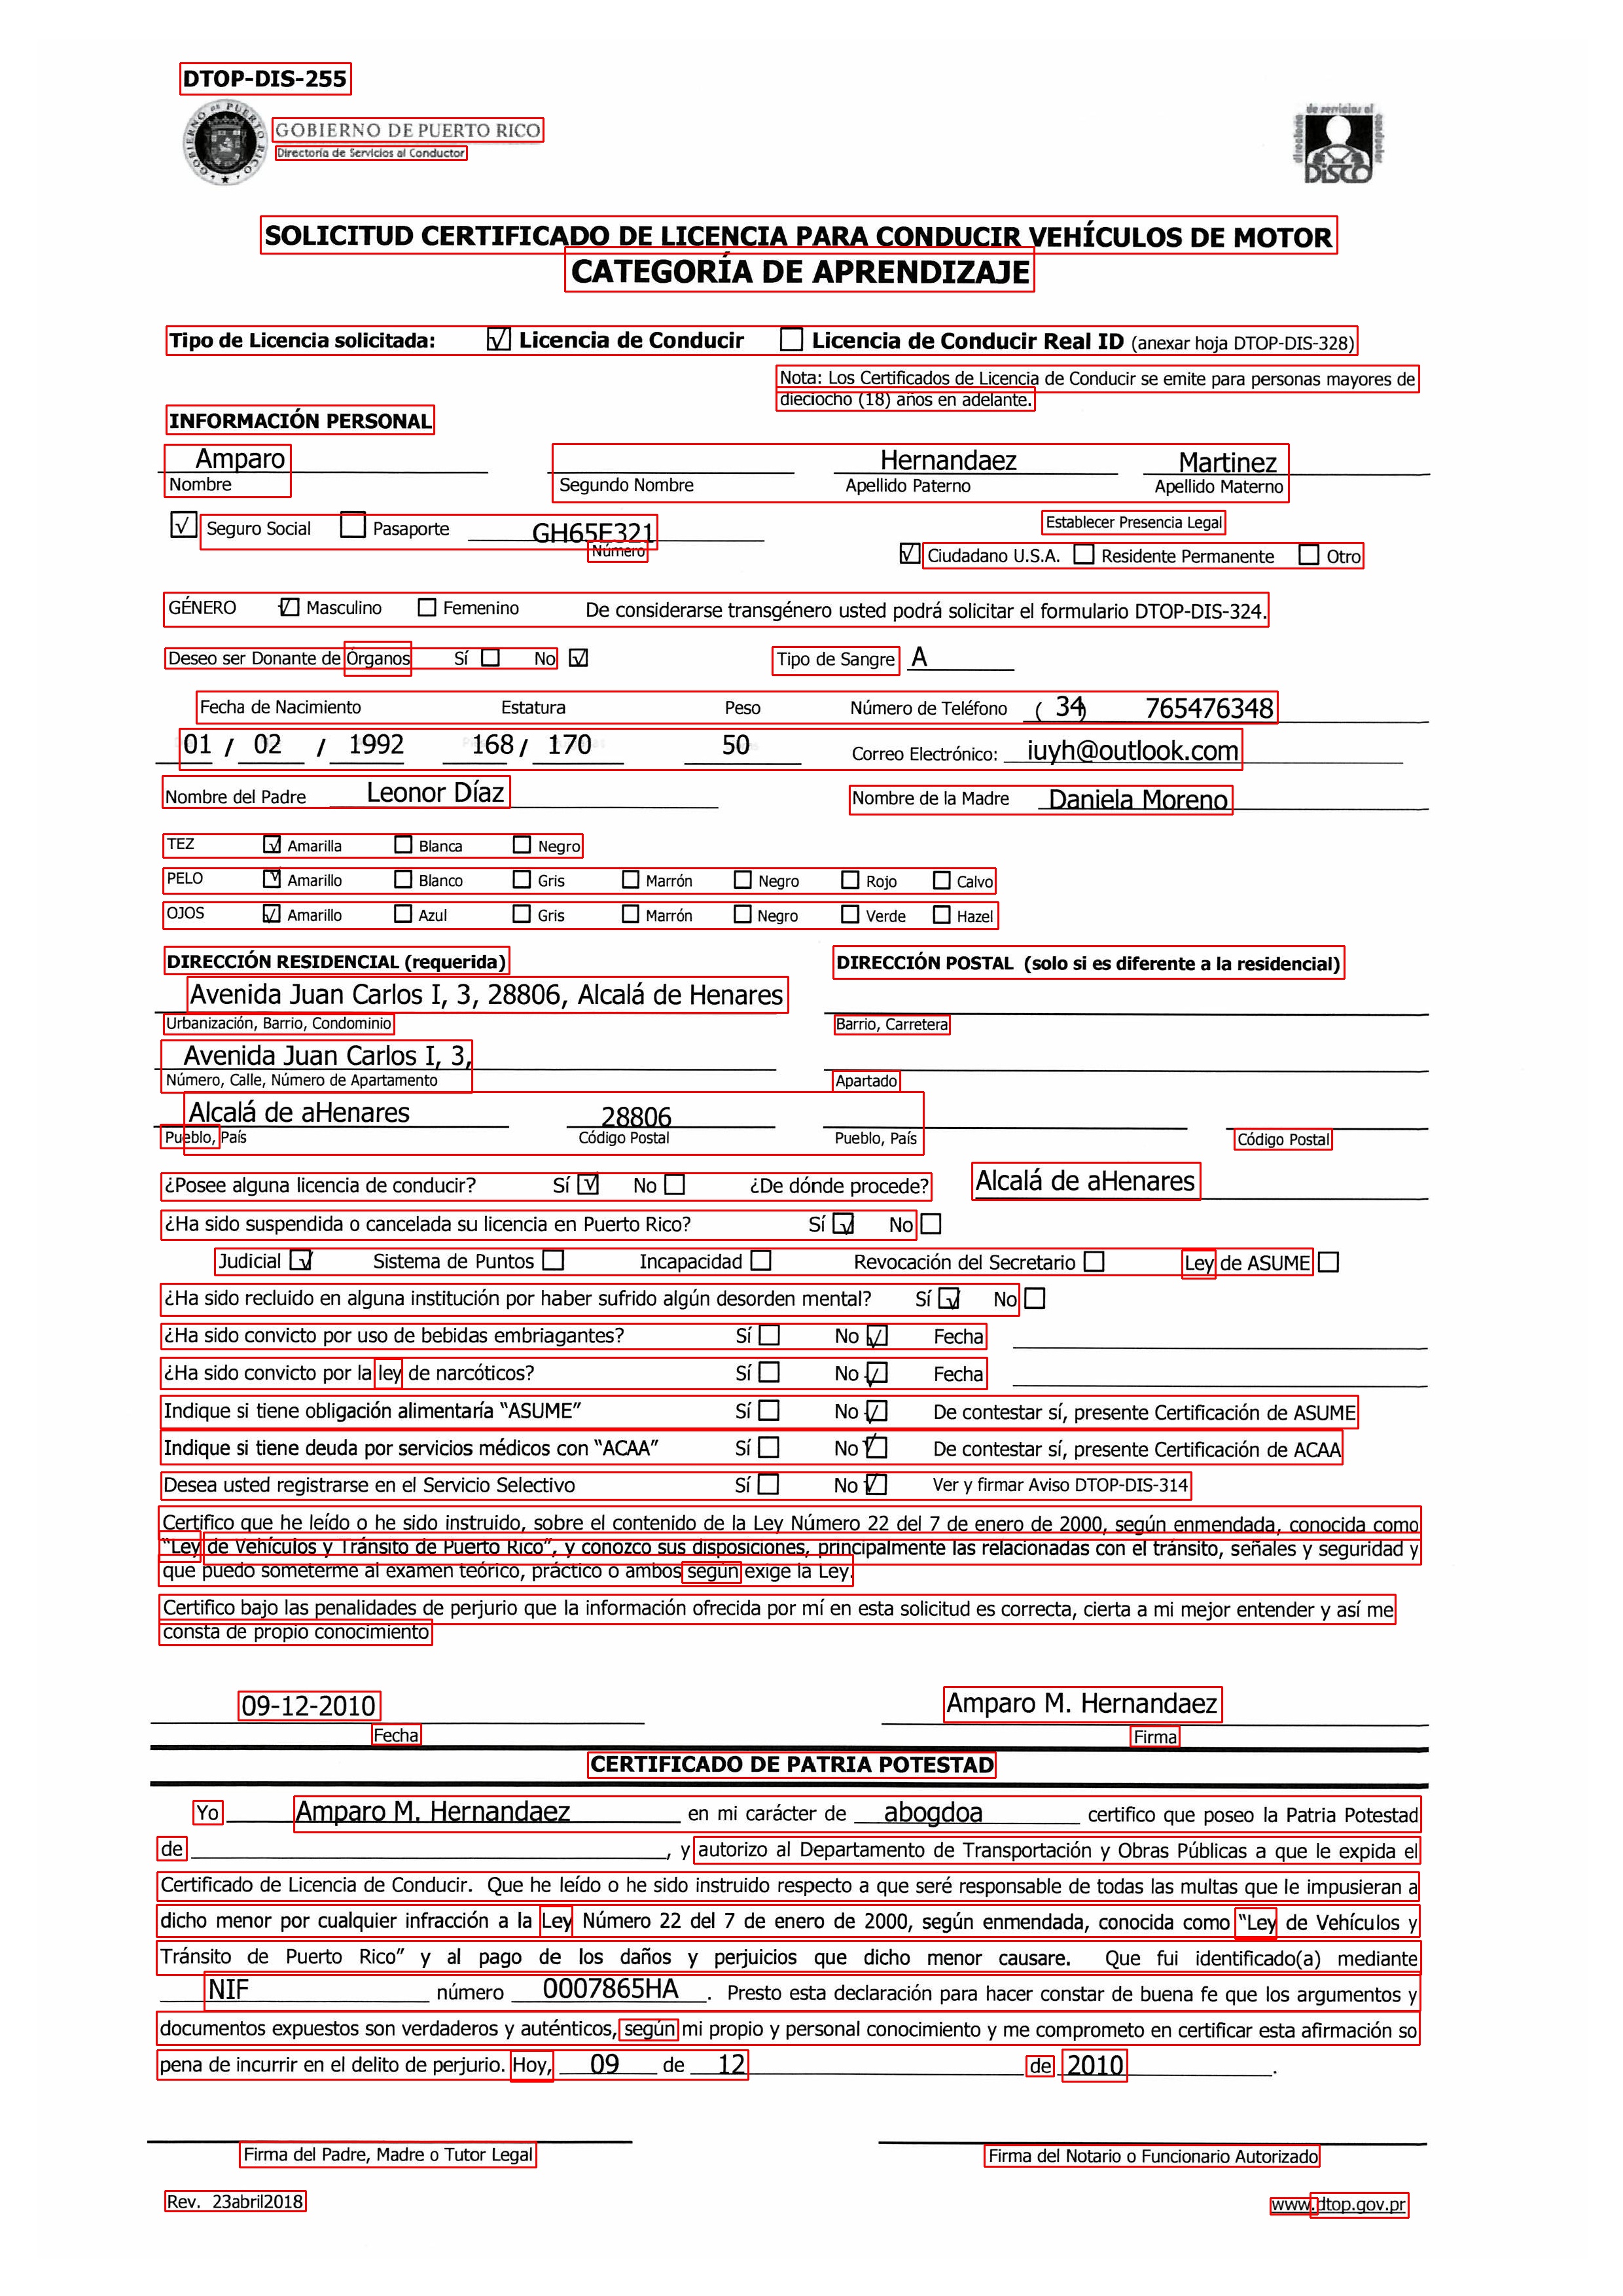 DTOP-DIS-255
GOBIERNO DE PUERTO RICO
Directoría de Servicios al Conductor
directoría de servicios al conductor
DISCO
SOLICITUD CERTIFICADO DE LICENCIA PARA CONDUCIR VEHÍCULOS DE MOTOR
CATEGORÍA DE APRENDIZAJE
Tipo de Licencia solicitada: √ Licencia de Conducir Licencia de Conducir Real ID (anexar hoja DTOP-DIS-328)
Nota: Los Certificados de Licencia de Conducir se emite para personas mayores de
dieciocho (18) años en adelante.
INFORMACIÓN PERSONAL
Amparo Hernandaez Martinez
Nombre Segundo Nombre Apellido Paterno Apellido Materno
√ Seguro Social Pasaporte GH65E321 Establecer Presencia Legal
Número √ Ciudadano U.S.A. Residente Permanente Otro
GÉNERO √ Masculino Femenino De considerarse transgénero usted podrá solicitar el formulario DTOP-DIS-324.
Deseo ser Donante de Órganos Sí No √ Tipo de Sangre A
Fecha de Nacimiento Estatura Peso Número de Teléfono ( 34) 765476348
01 / 02 / 1992 168 / 170 50 Correo Electrónico: iuyh@outlook.com
Nombre del Padre Leonor Díaz Nombre de la Madre Daniela Moreno
TEZ √ Amarilla Blanca Negro
PELO √ Amarillo Blanco Gris Marrón Negro Rojo Calvo
OJOS √ Amarillo Azul Gris Marrón Negro Verde Hazel
DIRECCIÓN RESIDENCIAL (requerida) DIRECCIÓN POSTAL (solo si es diferente a la residencial)
Avenida Juan Carlos I, 3, 28806, Alcalá de Henares
Urbanización, Barrio, Condominio Barrio, Carretera
Avenida Juan Carlos I, 3,
Número, Calle, Número de Apartamento Apartado
Alcalá de aHenares 28806
Pueblo, País Código Postal Pueblo, País Código Postal
¿Posee alguna licencia de conducir? Sí √ No ¿De dónde procede? Alcalá de aHenares
¿Ha sido suspendida o cancelada su licencia en Puerto Rico? Sí √ No
Judicial √ Sistema de Puntos Incapacidad Revocación del Secretario Ley de ASUME
¿Ha sido recluido en alguna institución por haber sufrido algún desorden mental? Sí √ No
¿Ha sido convicto por uso de bebidas embriagantes? Sí No √ Fecha
¿Ha sido convicto por la ley de narcóticos? Sí No √ Fecha
Indique si tiene obligación alimentaría “ASUME” Sí No √ De contestar sí, presente Certificación de ASUME
Indique si tiene deuda por servicios médicos con “ACAA” Sí No √ De contestar sí, presente Certificación de ACAA
Desea usted registrarse en el Servicio Selectivo Sí No √ Ver y firmar Aviso DTOP-DIS-314
Certifico que he leído o he sido instruido, sobre el contenido de la Ley Número 22 del 7 de enero de 2000, según enmendada, conocida como
“Ley de Vehículos y Tránsito de Puerto Rico”, y conozco sus disposiciones, principalmente las relacionadas con el tránsito, señales y seguridad y
que puedo someterme al examen teórico, práctico o ambos según exige la Ley.
Certifico bajo las penalidades de perjurio que la información ofrecida por mí en esta solicitud es correcta, cierta a mi mejor entender y así me
consta de propio conocimiento
09-12-2010 Amparo M. Hernandaez
Fecha Firma
CERTIFICADO DE PATRIA POTESTAD
Yo Amparo M. Hernandaez en mi carácter de abogdoa certifico que poseo la Patria Potestad
de , y autorizo al Departamento de Transportación y Obras Públicas a que le expida el
Certificado de Licencia de Conducir. Que he leído o he sido instruido respecto a que seré responsable de todas las multas que le impusieran a
dicho menor por cualquier infracción a la Ley Número 22 del 7 de enero de 2000, según enmendada, conocida como “Ley de Vehículos y
Tránsito de Puerto Rico” y al pago de los daños y perjuicios que dicho menor causare. Que fui identificado(a) mediante
NIF número 0007865HA . Presto esta declaración para hacer constar de buena fe que los argumentos y
documentos expuestos son verdaderos y auténticos, según mi propio y personal conocimiento y me comprometo en certificar esta afirmación so
pena de incurrir en el delito de perjurio. Hoy, 09 de 12 de 2010 .
Firma del Padre, Madre o Tutor Legal Firma del Notario o Funcionario Autorizado
Rev. 23abril2018 www.dtop.gov.pr